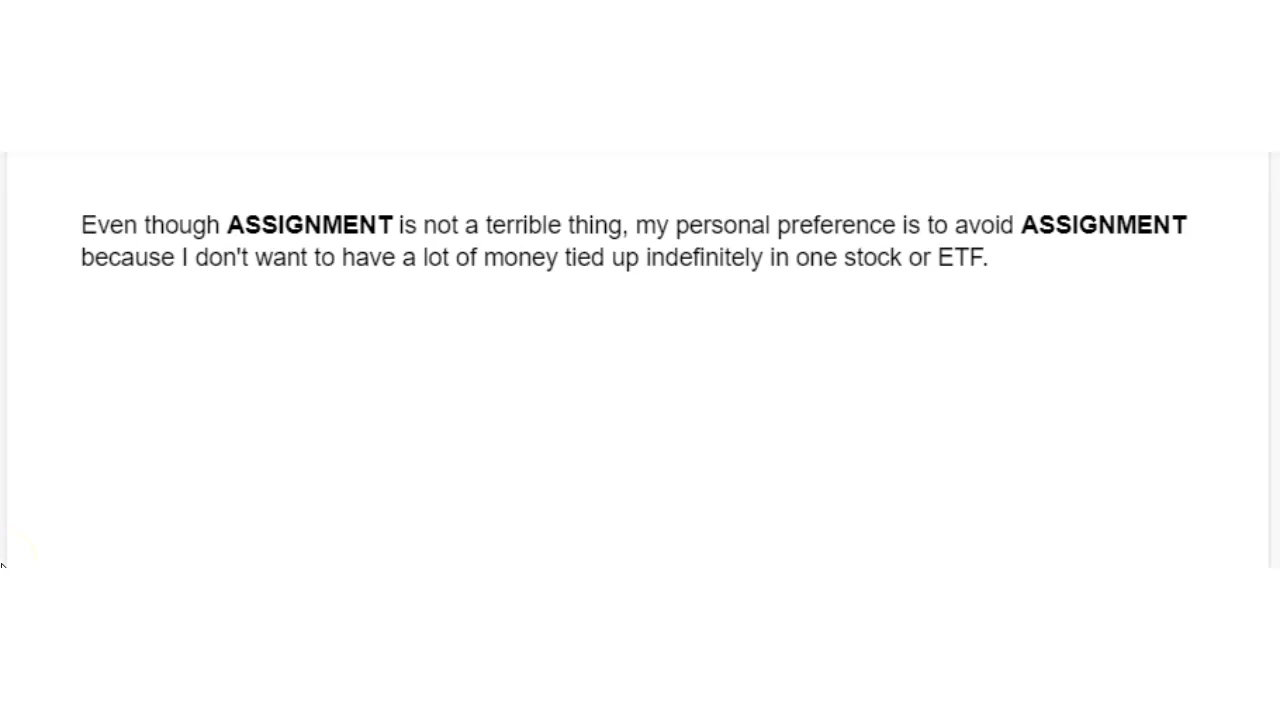 Even though ASSIGNMENT is not a terrible thing, my personal preference is to avoid ASSIGNMENT
because I don't want to have a lot of money tied up indefinitely in one stock or ETF.